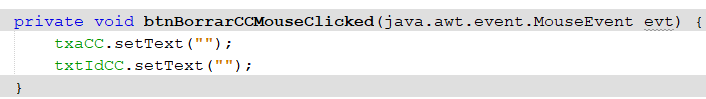 private void btnBorrarCCMouseClicked(java.awt.event.MouseEvent evt) {
    txaCC.setText("");
    txtIdCC.setText("");
}